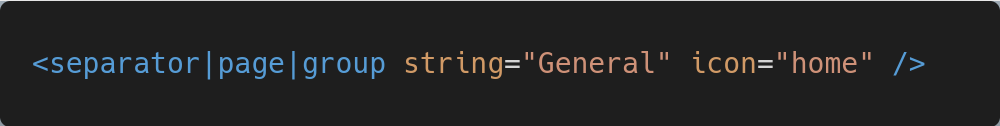 <separator|page|group string="General" icon="home" />